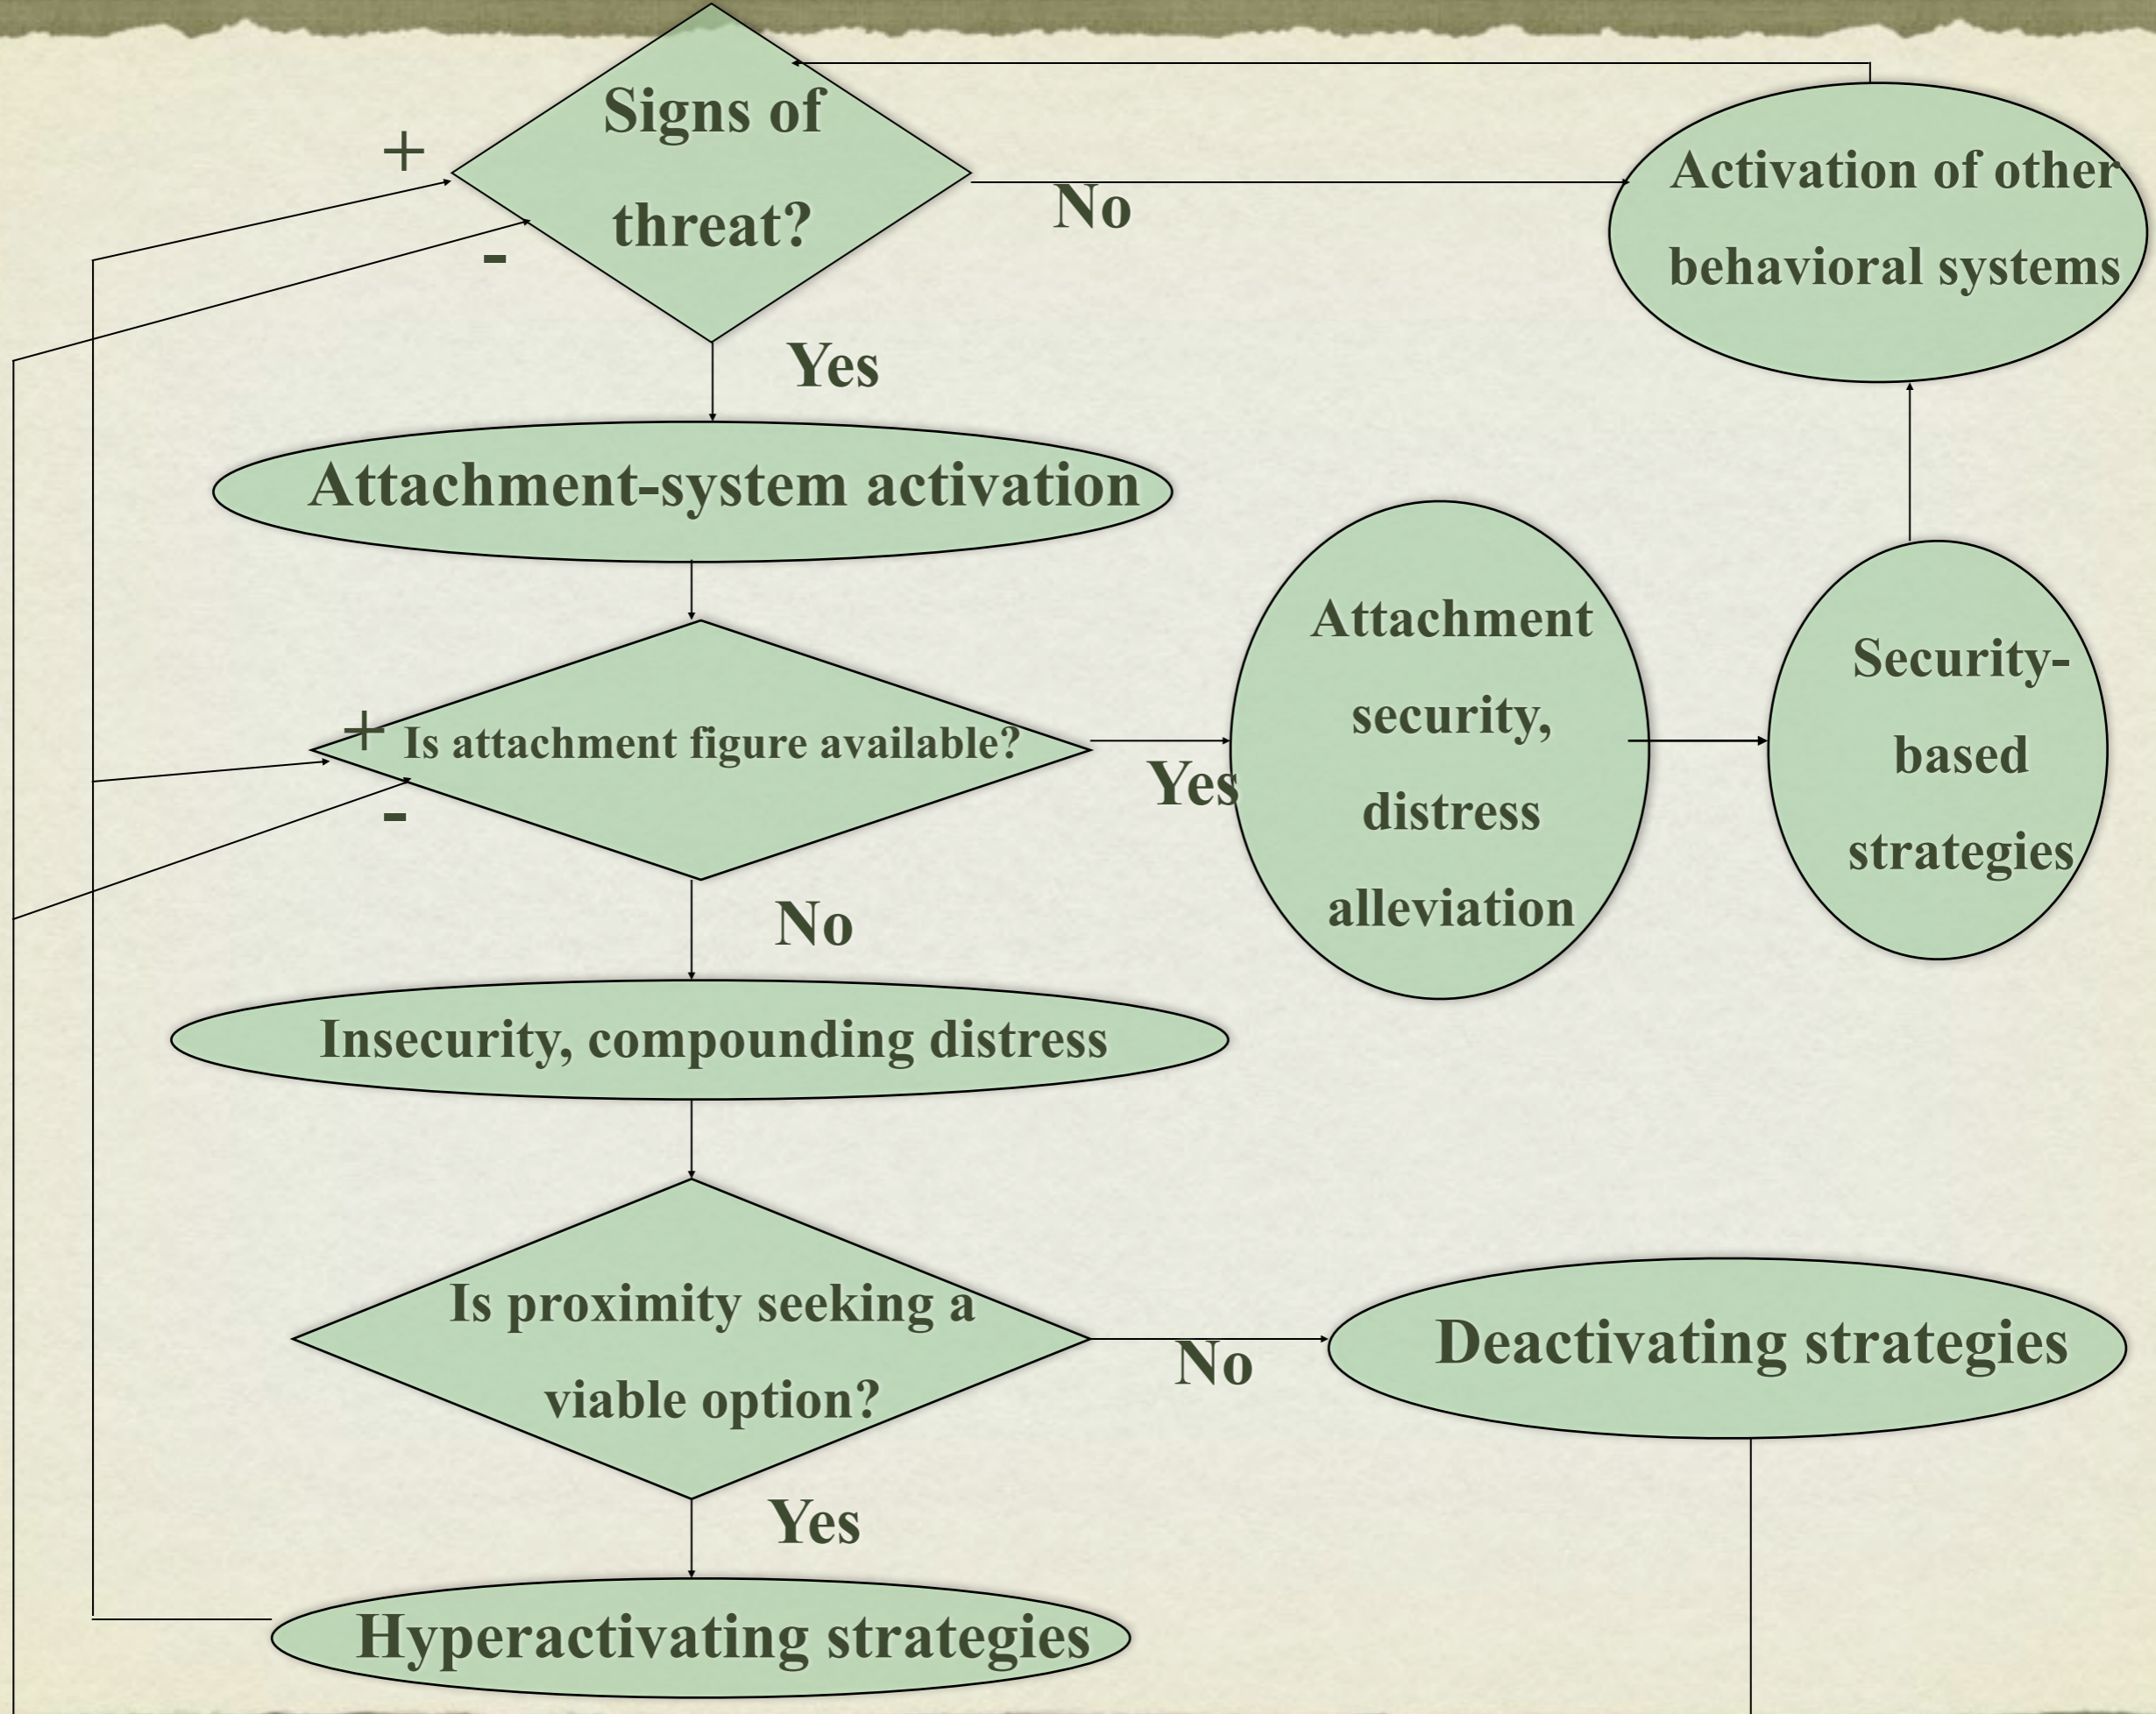 Signs of
threat?
+
-
No
Activation of other
behavioral systems
Yes
Attachment-system activation
+
Is attachment figure available?
-
Yes
Attachment
security,
distress
alleviation
Security-
based
strategies
No
Insecurity, compounding distress
Is proximity seeking a
viable option?
No
Deactivating strategies
Yes
Hyperactivating strategies